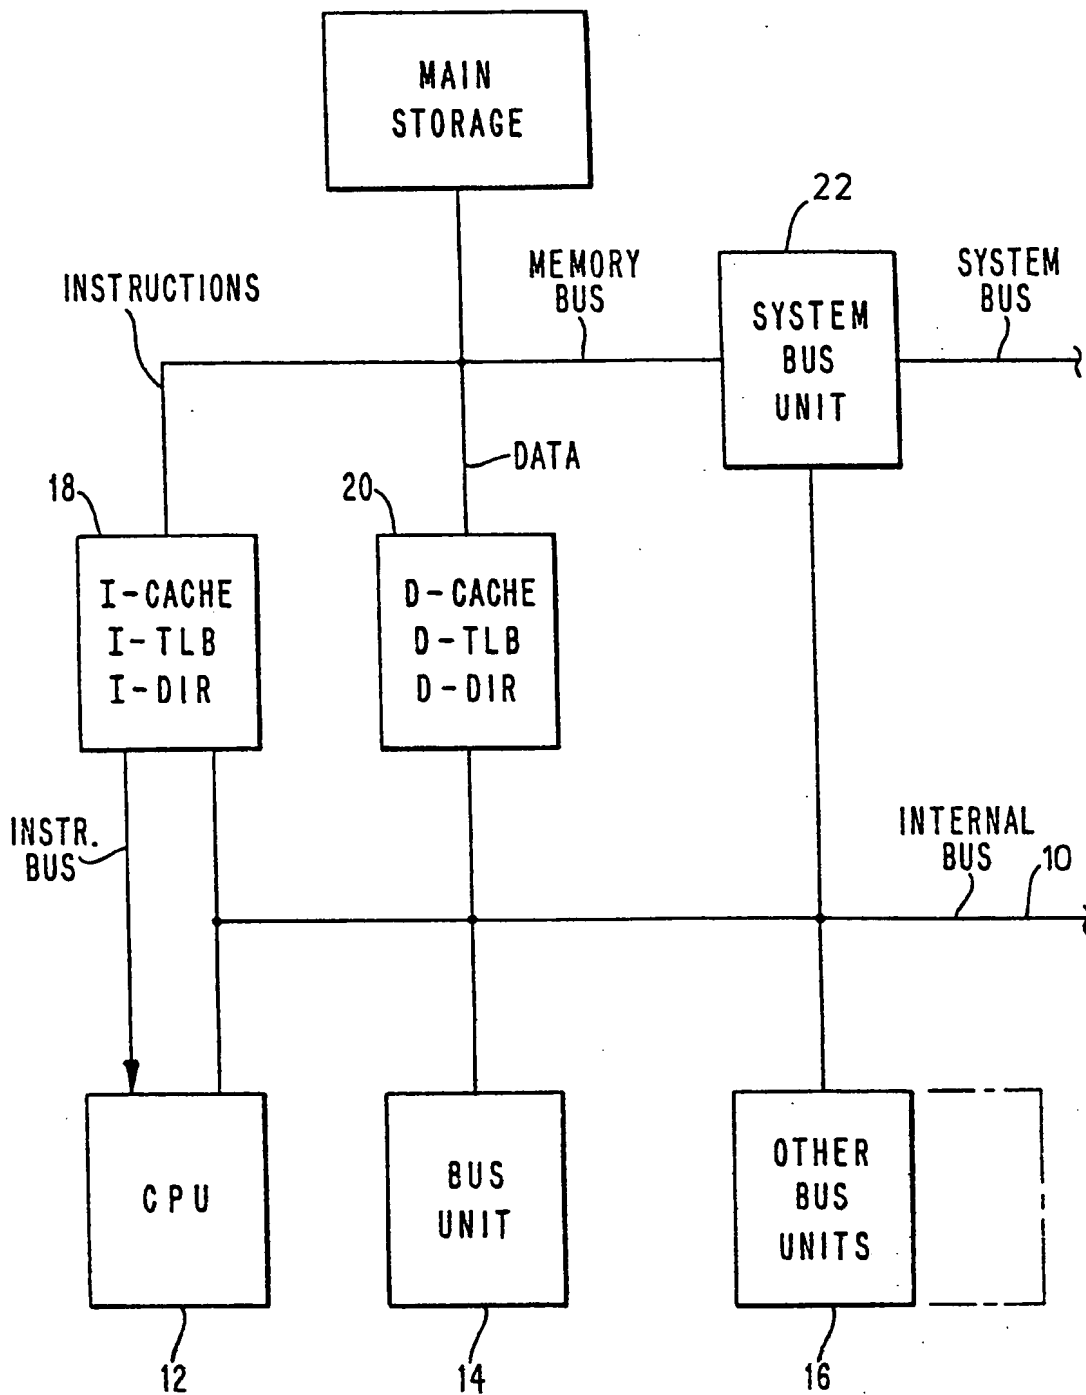 MAIN
STORAGE
22
INSTRUCTIONS
MEMORY
BUS
SYSTEM
BUS
SYSTEM
BUS
UNIT
DATA
18
20
I-CACHE
I-TLB
I-DIR
D-CACHE
D-TLB
D-DIR
INSTR.
BUS
INTERNAL
BUS
10
CPU
BUS
UNIT
OTHER
BUS
UNITS
12
14
16